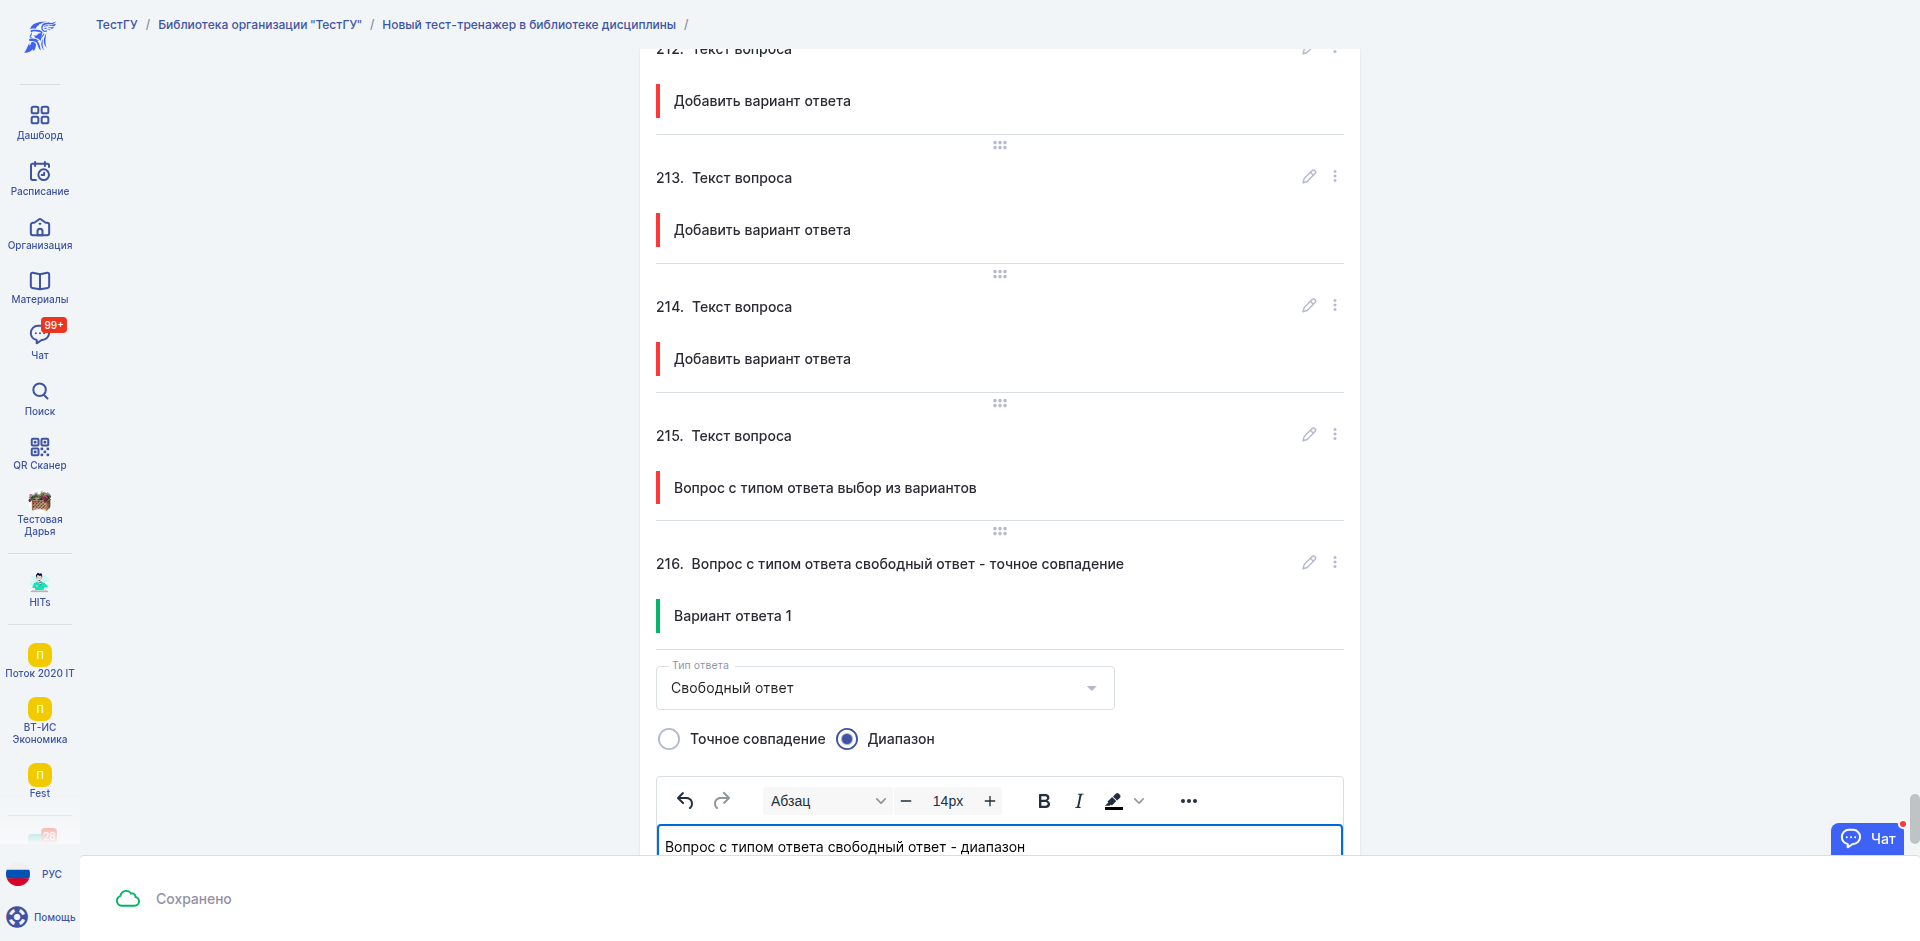 ТестГУ / Библиотека организации "ТестГУ" / Новый тест-тренажер в библиотеке дисциплины /
Дашборд
Расписание
Организация
Материалы
99+
Чат
Поиск
QR Сканер
Тестовая
Дарья
HITs
П
Поток 2020 IT
П
ВТ-ИС
Экономика
П
Fest
28
РУС
Помощь
212. Текст вопроса
Добавить вариант ответа
213. Текст вопроса
Добавить вариант ответа
214. Текст вопроса
Добавить вариант ответа
215. Текст вопроса
Вопрос с типом ответа выбор из вариантов
216. Вопрос с типом ответа свободный ответ - точное совпадение
Вариант ответа 1
Тип ответа
Свободный ответ
Точное совпадение Диапазон
Абзац 14px B I
Вопрос с типом ответа свободный ответ - диапазон
Чат
Сохранено